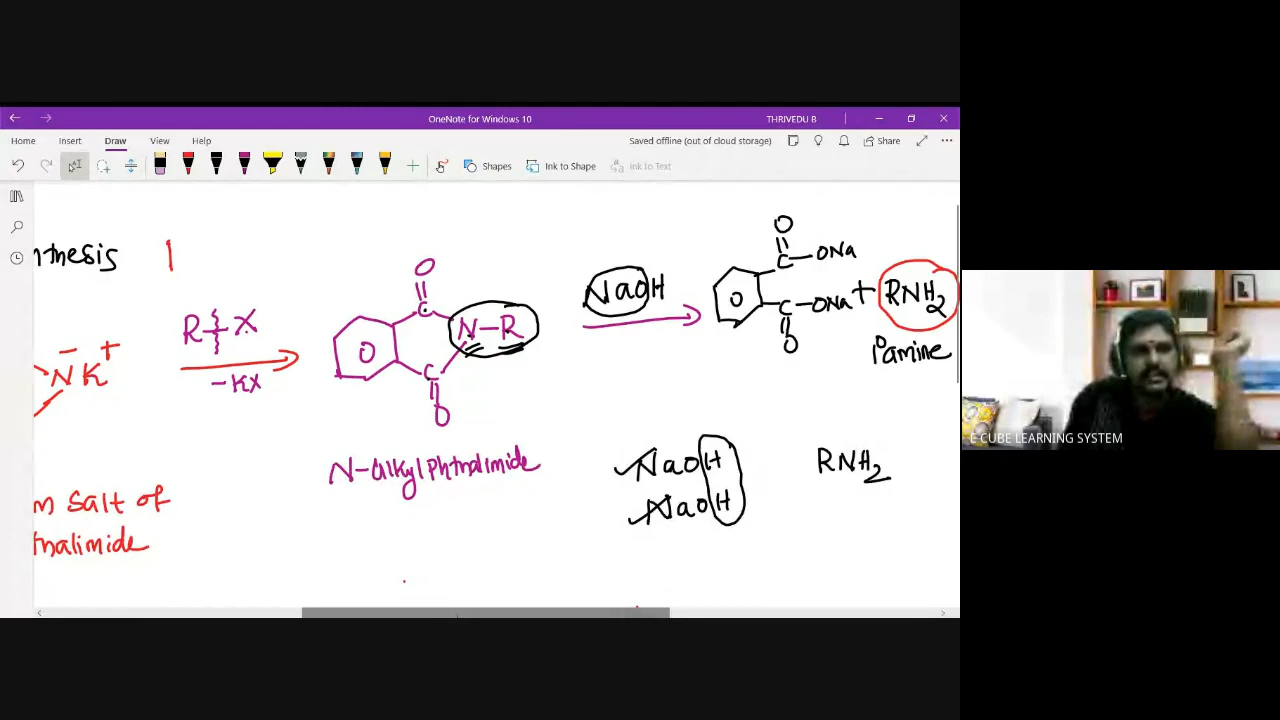 OneNote for Windows 10
THRIVEDU B
Home Insert Draw View Help
Saved offline (out of cloud storage)
Share
Shapes
Ink to Shape
Ink to Text
nthesis
R X
-KX
N⁻ K⁺
O
C
N-R
C
O
N-alkylphthalimide
NaOH
O
C-ONa
C-ONa
O
+ RNH₂
1°amine
NaOH
NaOH
RNH₂
m salt of
thalimide
E CUBE LEARNING SYSTEM